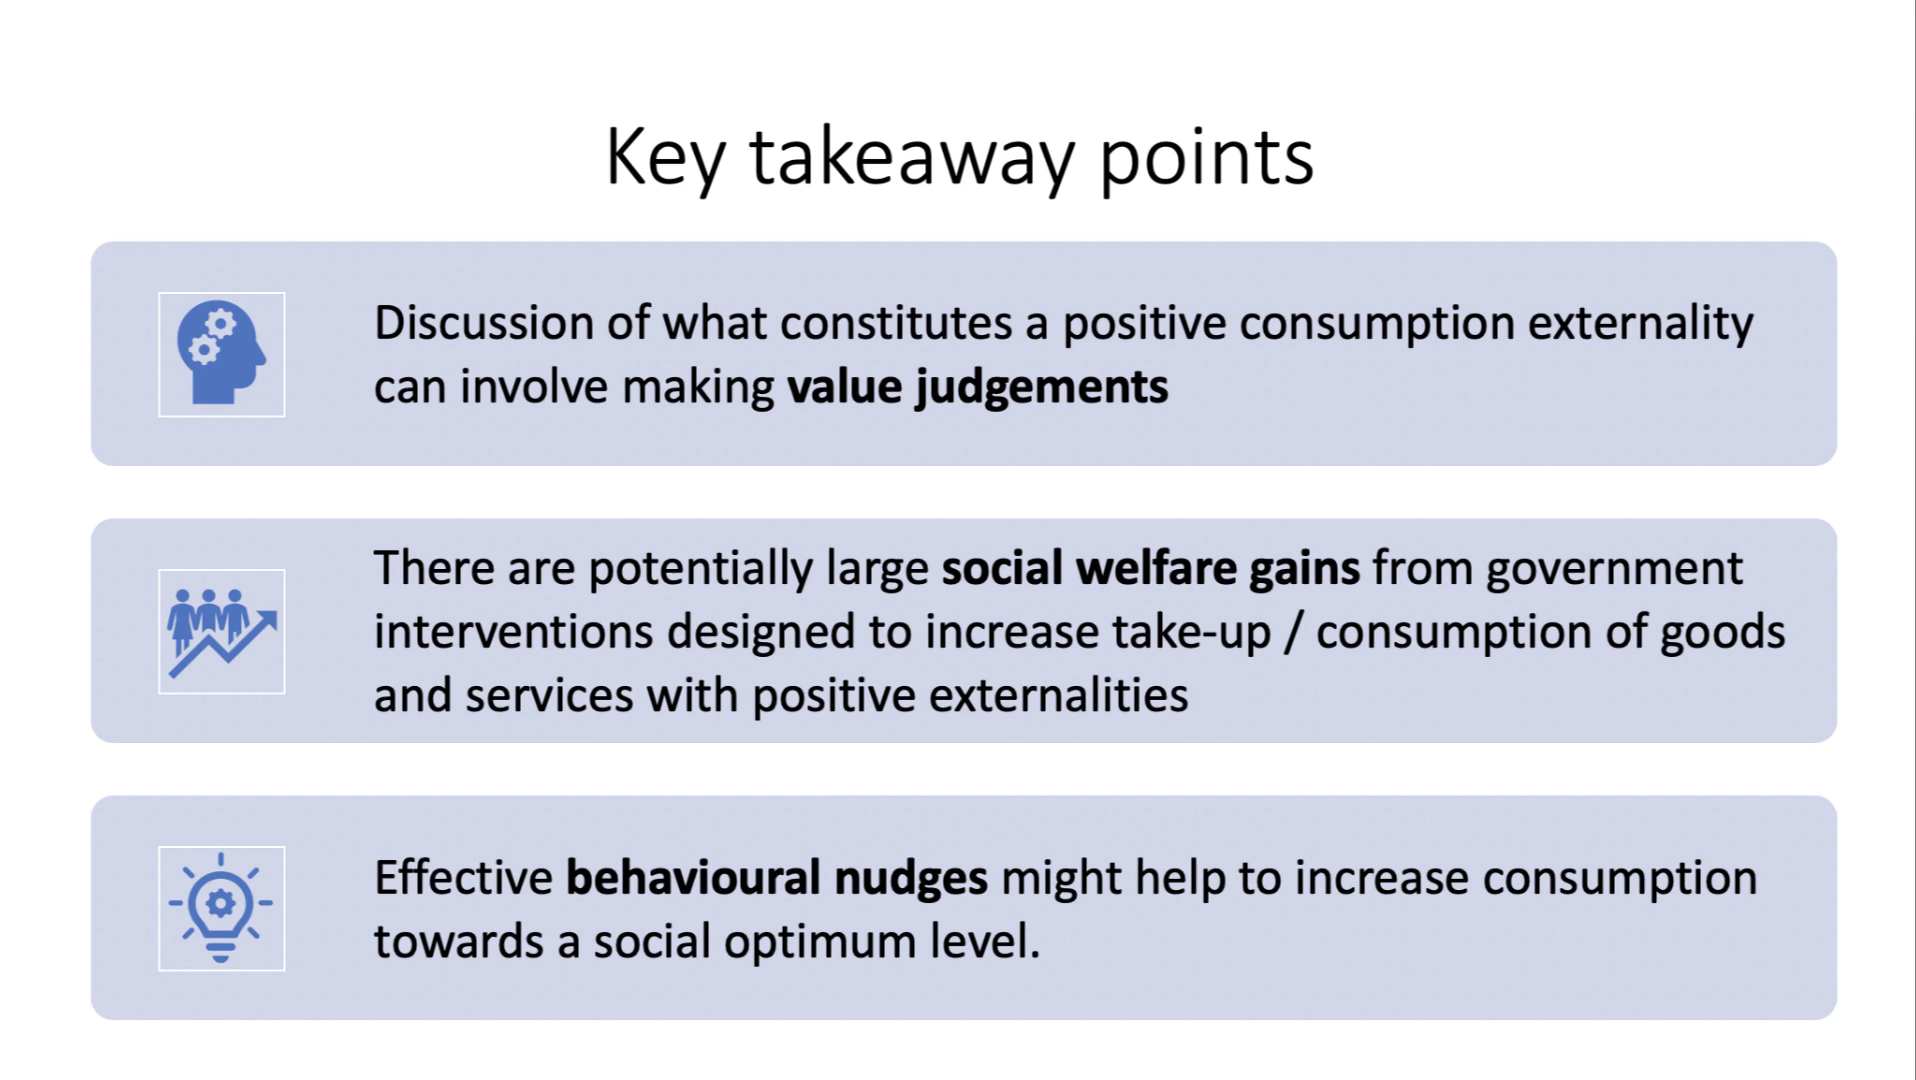 Key takeaway points
Discussion of what constitutes a positive consumption externality
can involve making value judgements
There are potentially large social welfare gains from government
interventions designed to increase take-up / consumption of goods
and services with positive externalities
Effective behavioural nudges might help to increase consumption
towards a social optimum level.